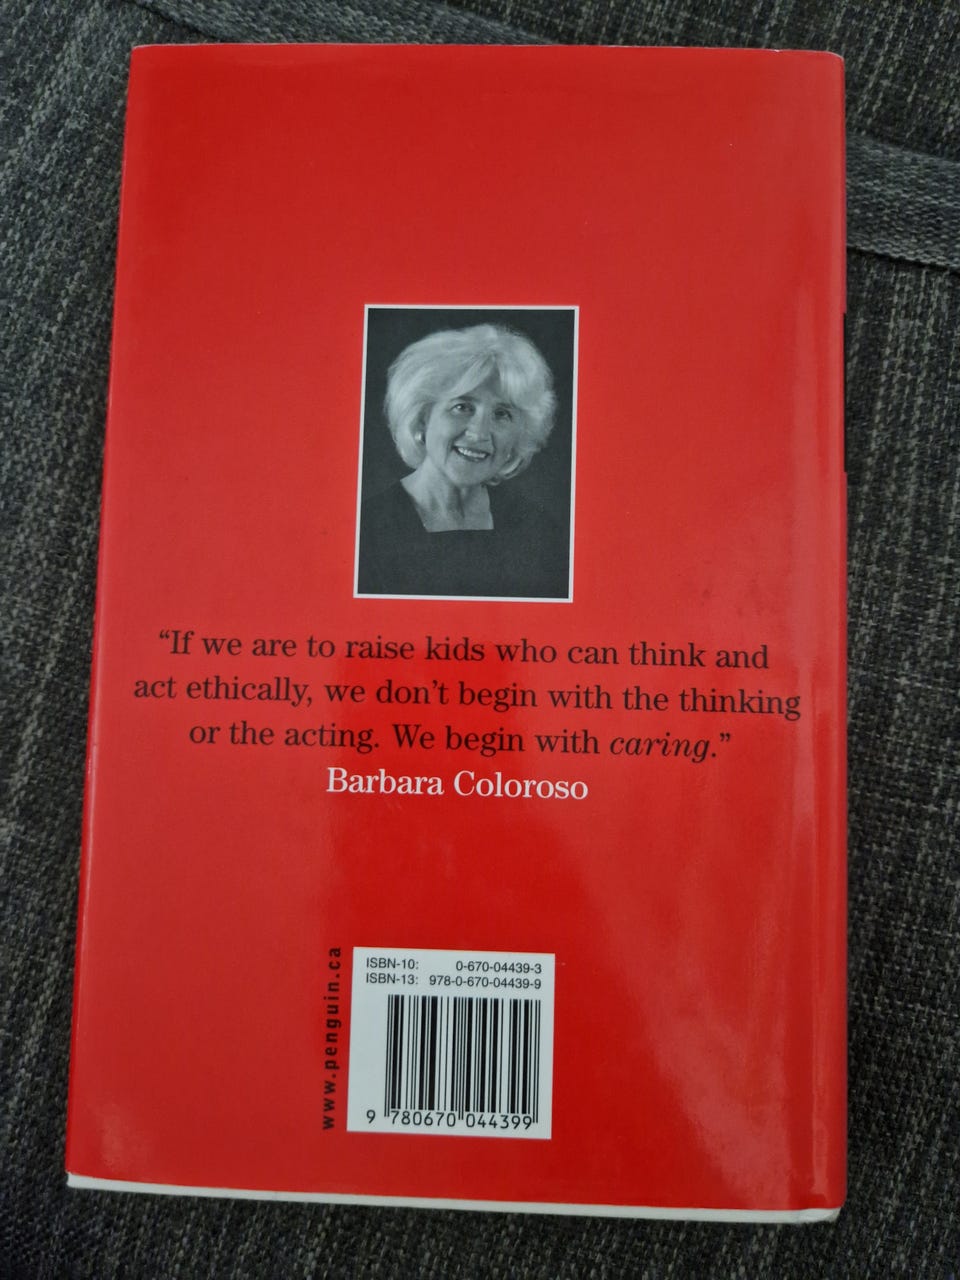 “If we are to raise kids who can think and
act ethically, we don’t begin with the thinking
or the acting. We begin with caring.”
Barbara Coloroso
www.penguin.ca
ISBN-10: 0-670-04439-3
ISBN-13: 978-0-670-04439-9
9 780670 044399